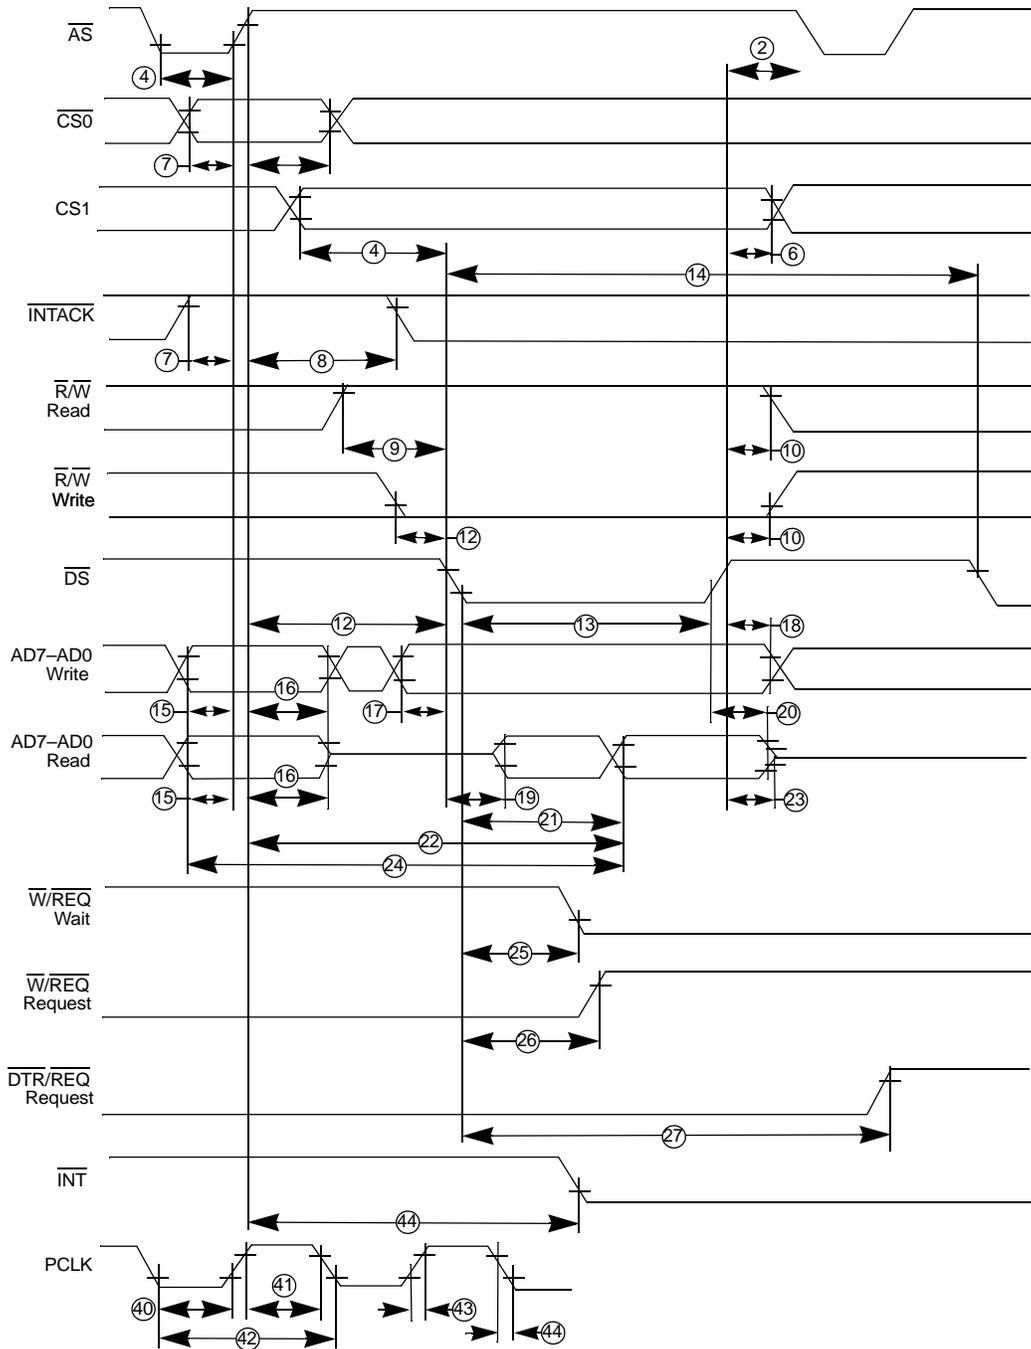 AS
2
4
CS0
7
CS1
4
6
14
INTACK
7
8
R/W
Read
9
10
R/W
Write
12
10
DS
12
13
18
AD7–AD0
Write
15
16
17
20
AD7–AD0
Read
15
16
19
23
21
22
24
W/REQ
Wait
25
W/REQ
Request
26
DTR/REQ
Request
27
INT
44
PCLK
40
41
42
43
44